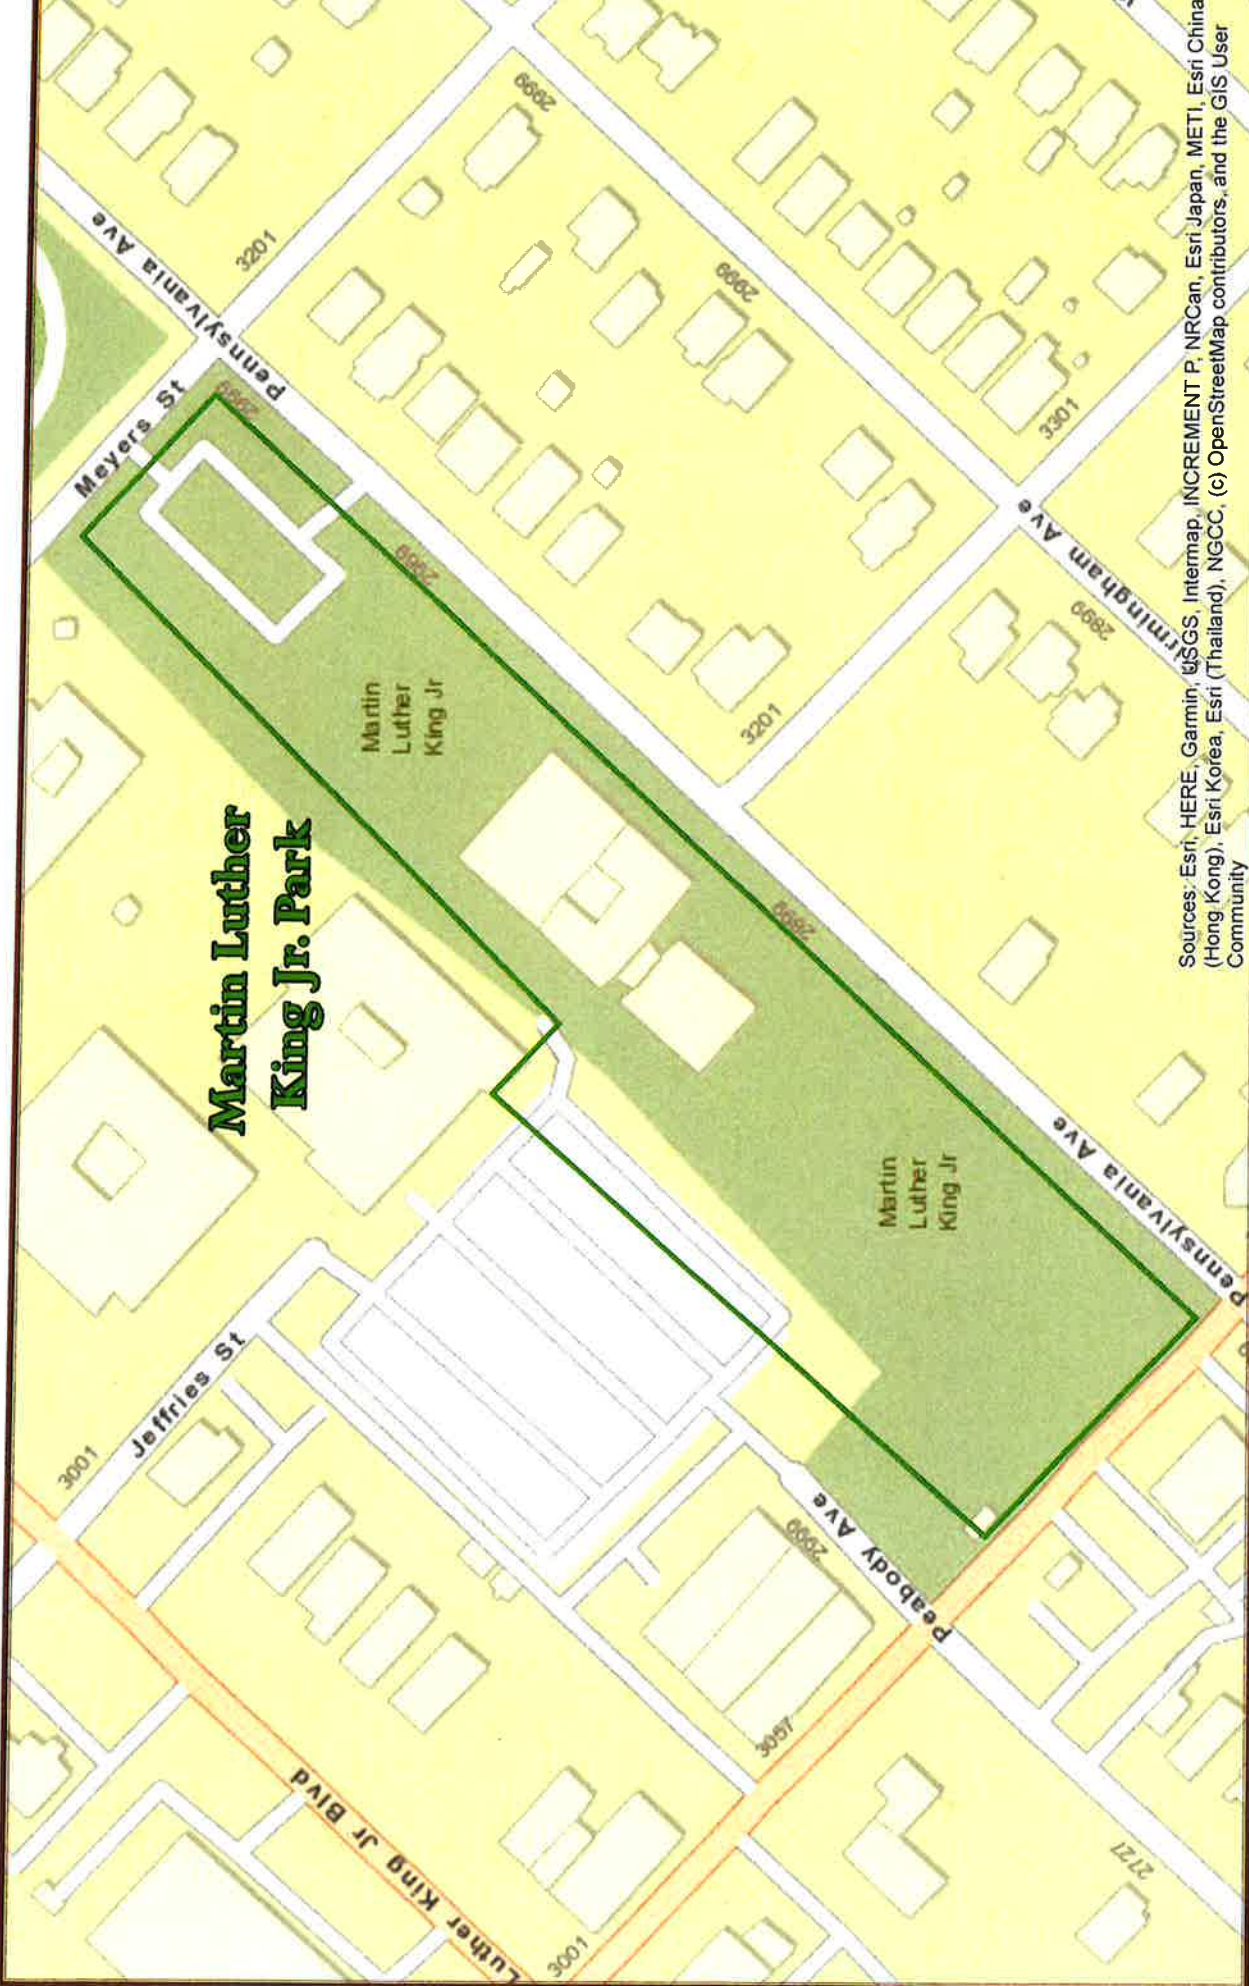 Martin Luther
King Jr. Park
Martin
Luther
King Jr
Martin
Luther
King Jr
Pennsylvania Ave
Pennsylvania Ave
Meyers St
Jeffries St
Peabody Ave
Luther King Jr Blvd
irmingham Ave
3201
2999
2999
2999
2999
3301
3201
2899
2899
3001
2999
3057
3001
2727
Sources: Esri, HERE, Garmin, USGS, Intermap, INCREMENT P, NRCan, Esri Japan, METI, Esri China
(Hong Kong), Esri Korea, Esri (Thailand), NGCC, (c) OpenStreetMap contributors, and the GIS User
Community